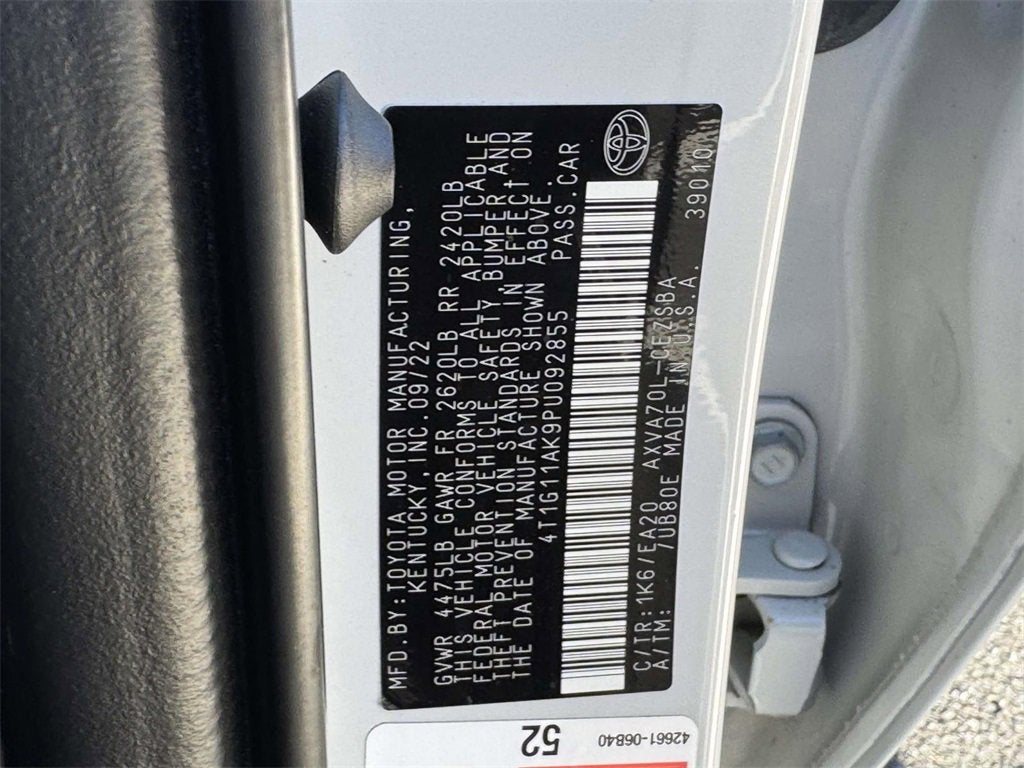 MFD.BY:TOYOTA MOTOR MANUFACTURING,
KENTUCKY, INC.09/22
GVWR 4475LB GAWR FR 2620LB RR 2420LB
THIS VEHICLE CONFORMS TO ALL APPLICABLE
FEDERAL MOTOR VEHICLE SAFETY, BUMPER, AND
THEFT PREVENTION STANDARDS IN EFFECT ON
THE DATE OF MANUFACTURE SHOWN ABOVE.
4T1G11AK9PU092855 PASS.CAR
C/TR:1K6/EA20 AXVA70L-CEZSBA 39010
A/TM: /UB80E MADE IN U.S.A.
52
42661-06B40